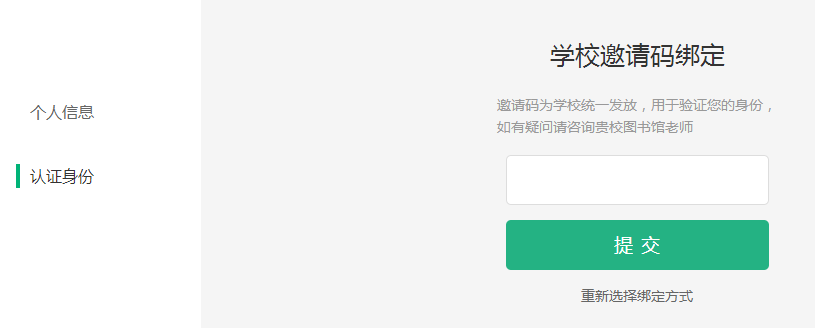 个人信息
认证身份
学校邀请码绑定
邀请码为学校统一发放，用于验证您的身份，
如有疑问请咨询贵校图书馆老师
提 交
重新选择绑定方式